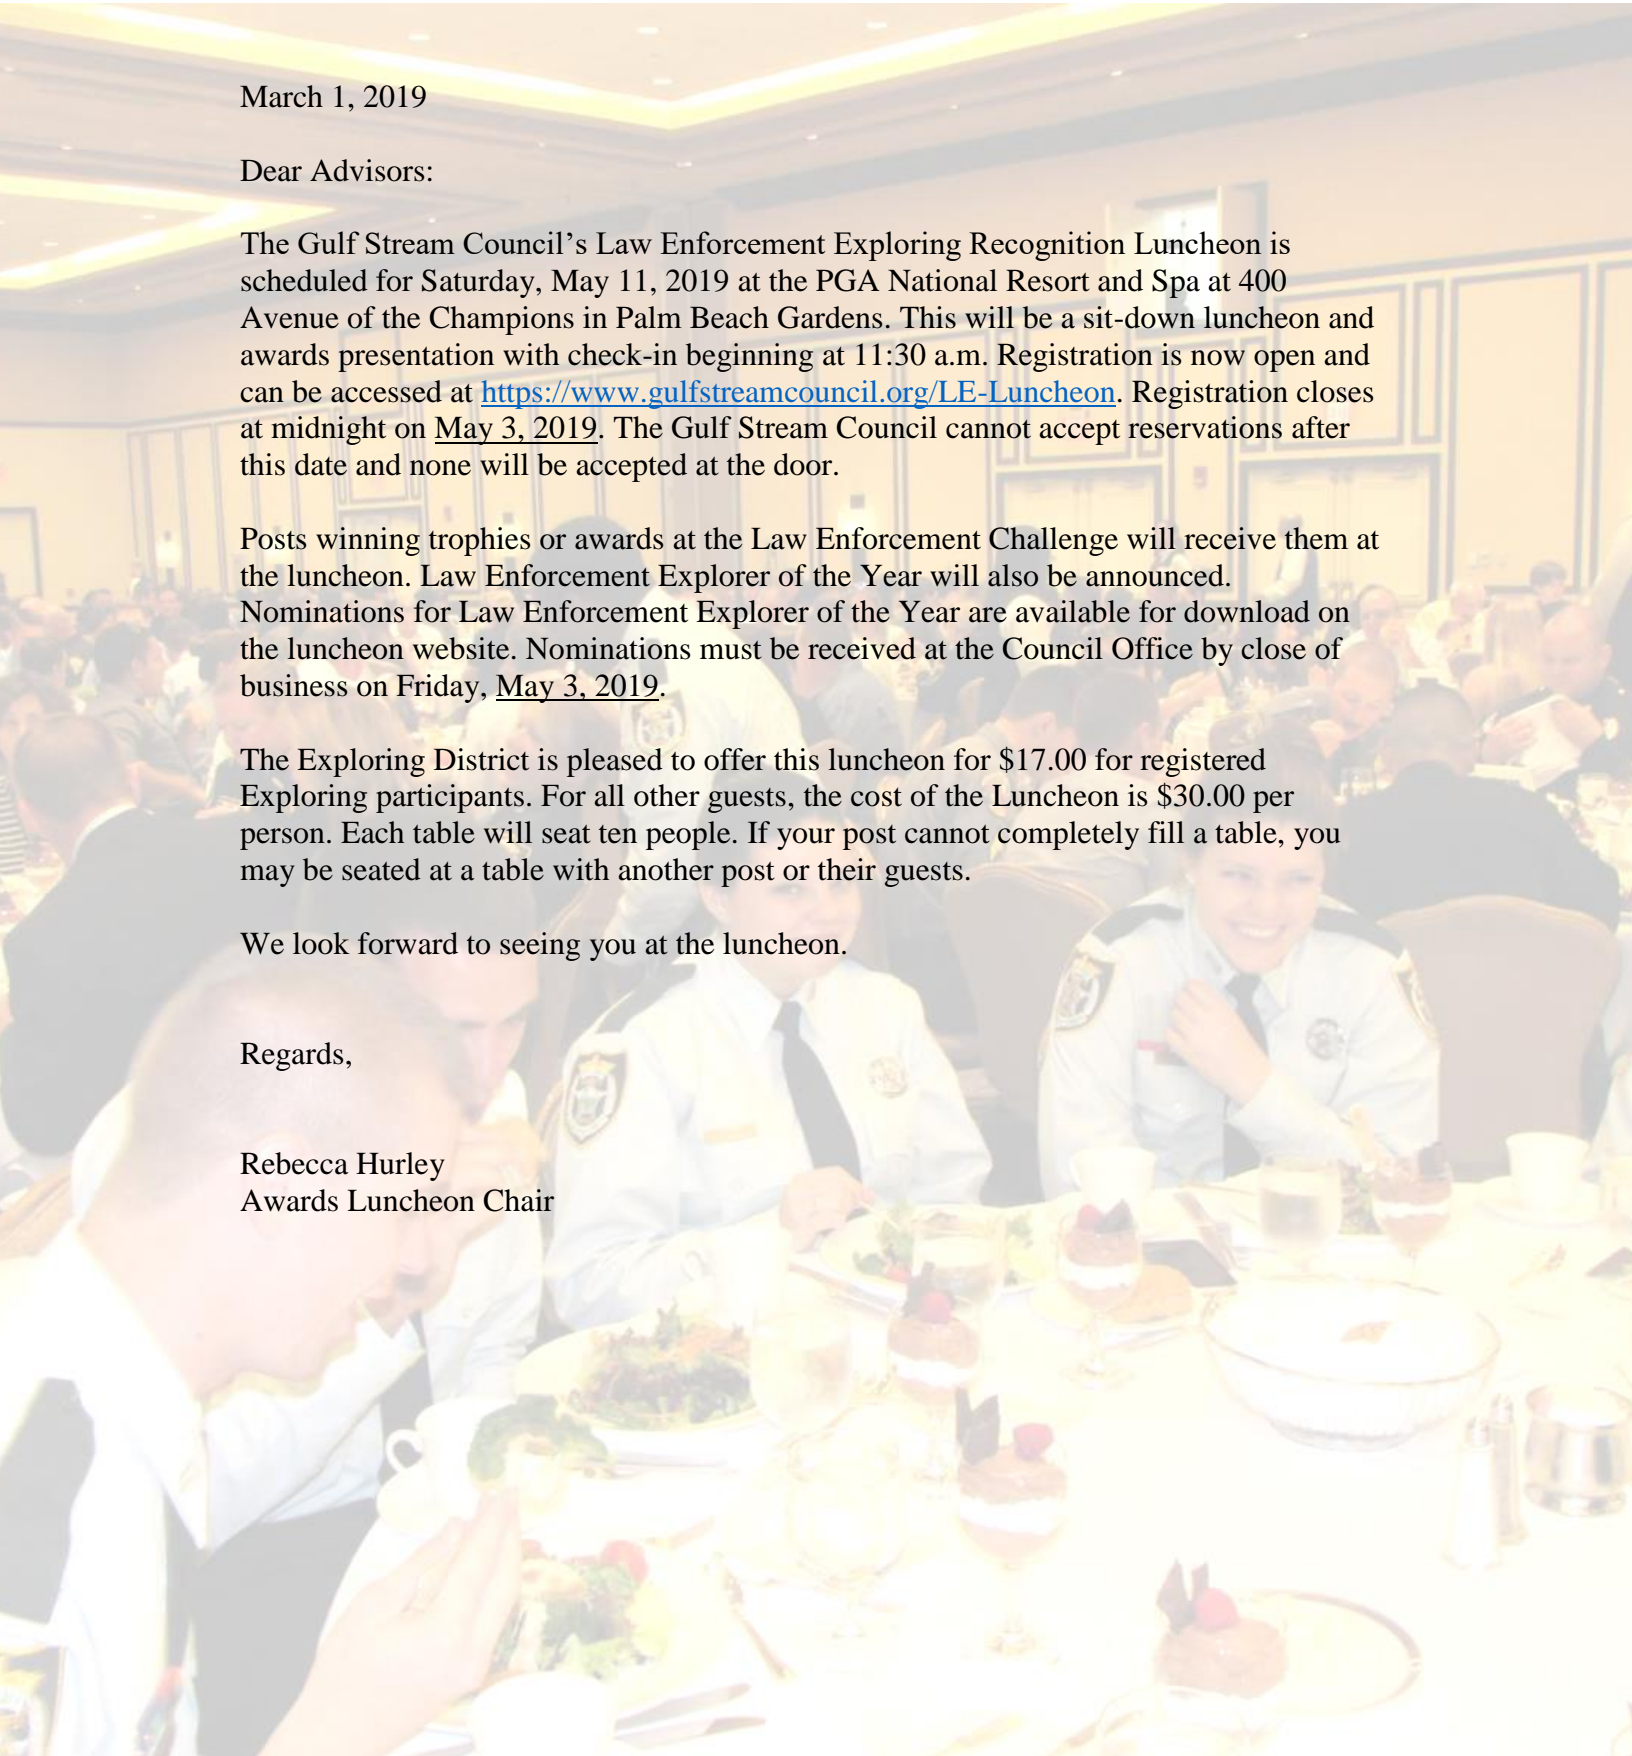 March 1, 2019
Dear Advisors:
The Gulf Stream Council’s Law Enforcement Exploring Recognition Luncheon is
scheduled for Saturday, May 11, 2019 at the PGA National Resort and Spa at 400
Avenue of the Champions in Palm Beach Gardens. This will be a sit-down luncheon and
awards presentation with check-in beginning at 11:30 a.m. Registration is now open and
can be accessed at https://www.gulfstreamcouncil.org/LE-Luncheon. Registration closes
at midnight on May 3, 2019. The Gulf Stream Council cannot accept reservations after
this date and none will be accepted at the door.
Posts winning trophies or awards at the Law Enforcement Challenge will receive them at
the luncheon. Law Enforcement Explorer of the Year will also be announced.
Nominations for Law Enforcement Explorer of the Year are available for download on
the luncheon website. Nominations must be received at the Council Office by close of
business on Friday, May 3, 2019.
The Exploring District is pleased to offer this luncheon for $17.00 for registered
Exploring participants. For all other guests, the cost of the Luncheon is $30.00 per
person. Each table will seat ten people. If your post cannot completely fill a table, you
may be seated at a table with another post or their guests.
We look forward to seeing you at the luncheon.
Regards,
Rebecca Hurley
Awards Luncheon Chair